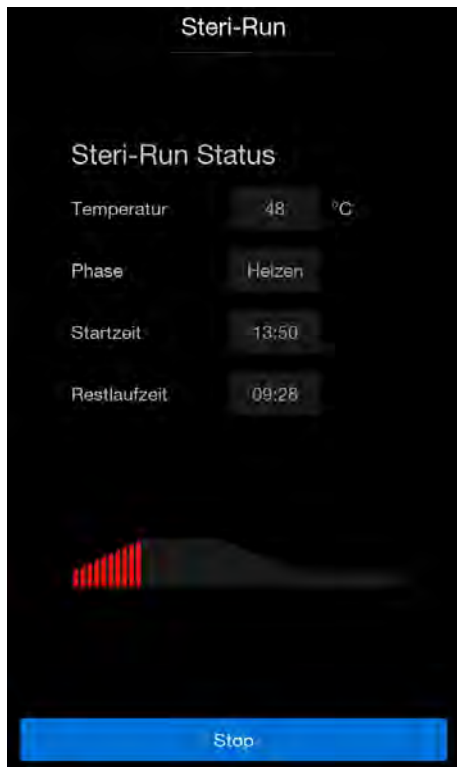 Steri-Run
Steri-Run Status
Temperatur 48 °C
Phase Heizen
Startzeit 13:50
Restlaufzeit 09:28
Stop